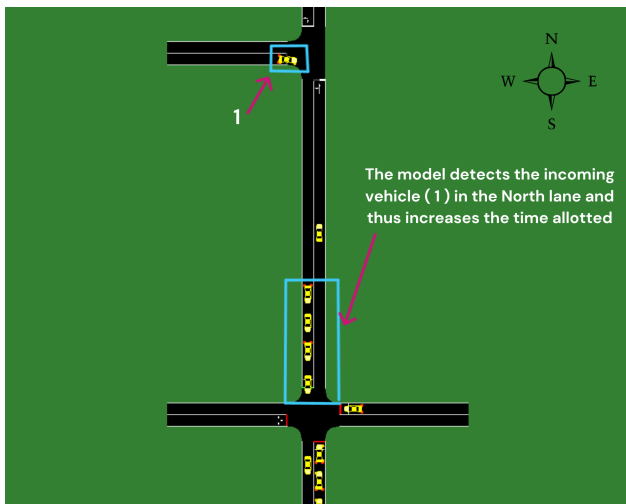 N
W E
S
1
The model detects the incoming
vehicle ( 1 ) in the North lane and
thus increases the time allotted